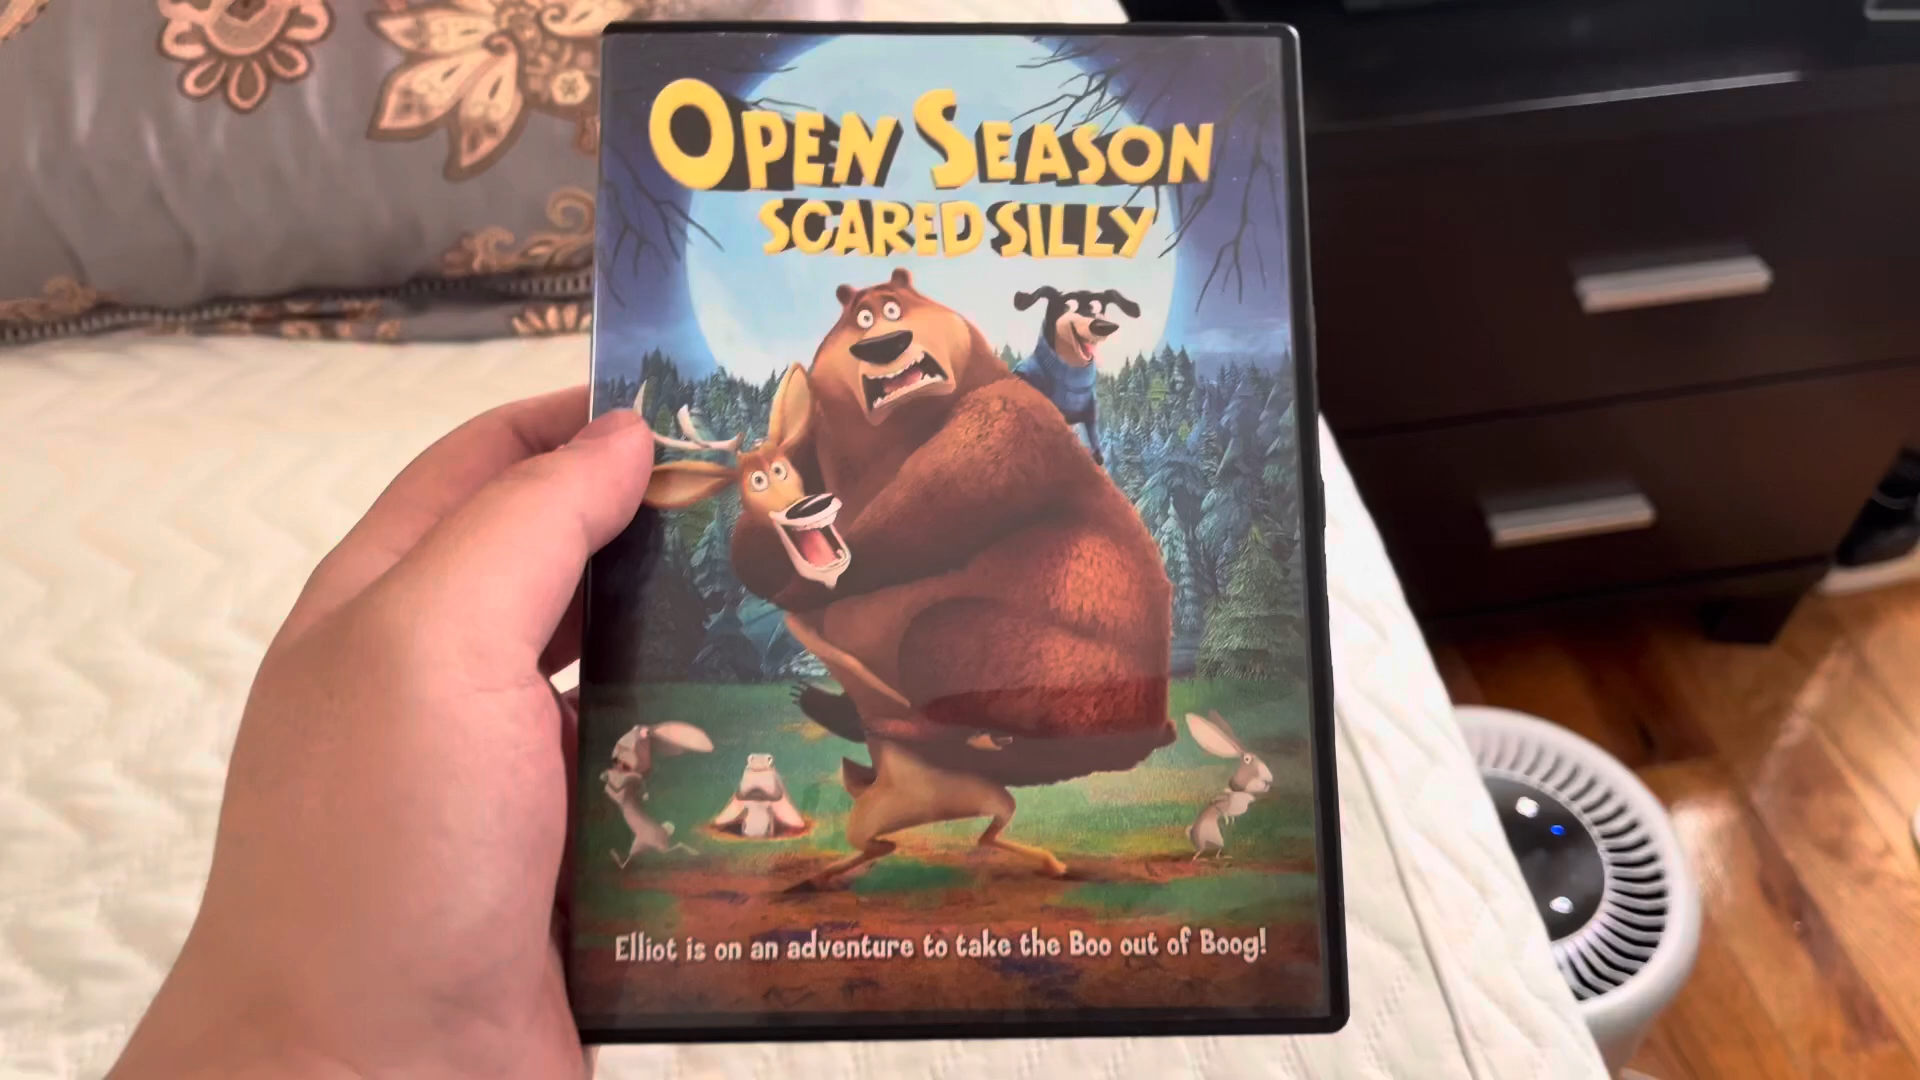 OPEN SEASON
SCARED SILLY
Elliot is on an adventure to take the Boo out of Boog!